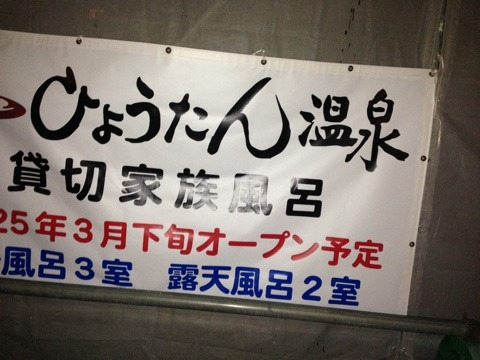 ひょうたん温泉
貸切家族風呂
25年3月下旬オープン予定
風呂3室 露天風呂2室